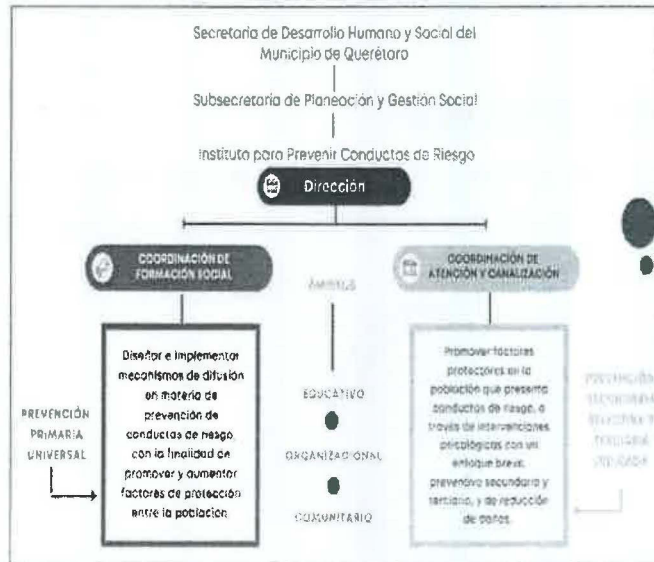 Secretaría de Desarrollo Humano y Social del
Municipio de Querétaro
Subsecretaría de Planeación y Gestión Social
Instituto para Prevenir Conductas de Riesgo
Dirección
COORDINACIÓN DE
FORMACIÓN SOCIAL
ÁMBITOS
COORDINACIÓN DE
ATENCIÓN Y CANALIZACIÓN
PREVENCIÓN
PRIMARIA
UNIVERSAL
Diseñar e implementar
mecanismos de difusión
en materia de
prevención de
conductas de riesgo,
con la finalidad de
promover y aumentar
factores de protección
entre la población
EDUCATIVO
ORGANIZACIONAL
COMUNITARIO
Promover factores
protectores en la
población que presenta
conductas de riesgo, a
través de intervenciones
psicológicas con un
enfoque breve,
preventivo secundario y
terciario, y de reducción
de daños.
PREVENCIÓN